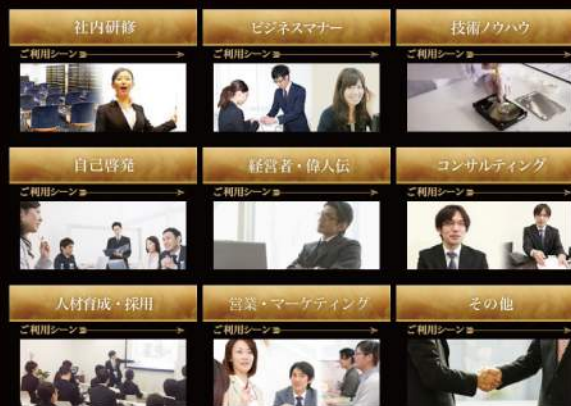 社内研修
ビジネスマナー
技術ノウハウ
ご利用シーン
ご利用シーン
ご利用シーン
自己啓発
経営者・偉人伝
コンサルティング
ご利用シーン
ご利用シーン
ご利用シーン
人材育成・採用
営業・マーケティング
その他
ご利用シーン
ご利用シーン
ご利用シーン